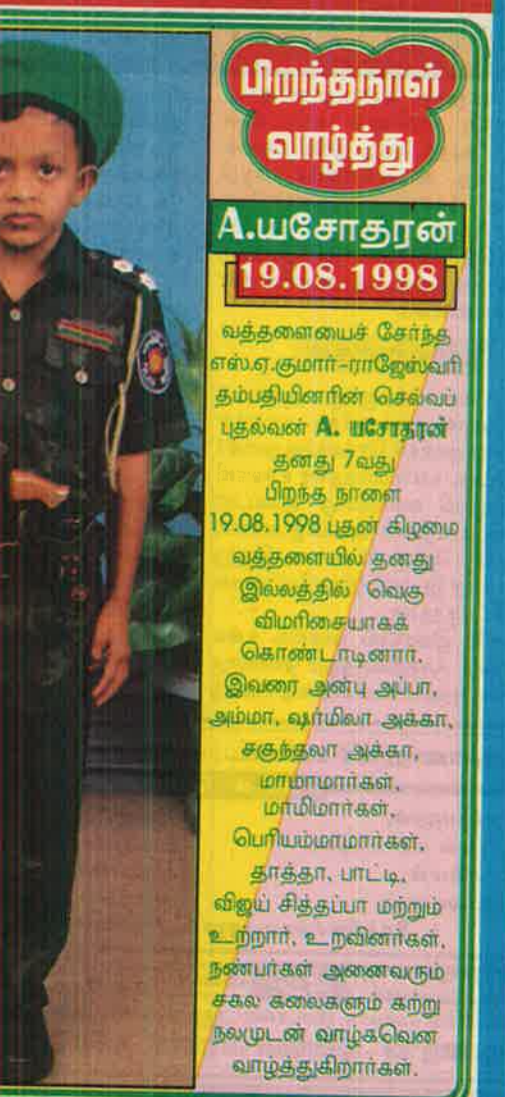 பிறந்தநாள்
வாழ்த்து
A.யசோதரன்
19.08.1998
வத்தளையைச் சேர்ந்த
எஸ்.ஏ.குமார்-ராஜேஸ்வரி
தம்பதியினரின் செல்வப்
புதல்வன் A. யசோதரன்
தனது 7வது
பிறந்த நாளை
19.08.1998 புதன் கிழமை
வத்தளையில் தனது
இல்லத்தில் வெகு
விமரிசையாகக்
கொண்டாடினார்.
இவரை அன்பு அப்பா,
அம்மா, ஷர்மிலா அக்கா,
சகுந்தலா அக்கா,
மாமாமார்கள்,
மாமிமார்கள்,
பெரியம்மாமார்கள்,
தாத்தா, பாட்டி,
விஜய் சித்தப்பா மற்றும்
உற்றார், உறவினர்கள்,
நண்பர்கள் அனைவரும்
சகல கலைகளும் கற்று
நலமுடன் வாழ்கவென
வாழ்த்துகிறார்கள்.